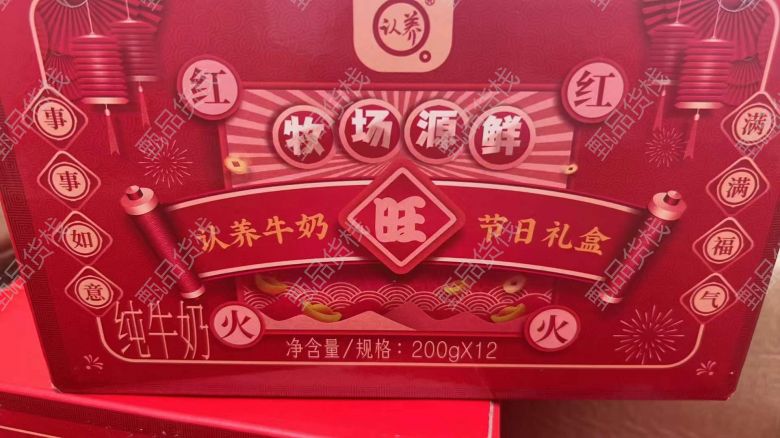 认养
®
红
红
牧场源鲜
事事如意
满满福气
认养牛奶
旺
节日礼盒
纯牛奶
火
火
净含量/规格：200gX12
甄品货栈